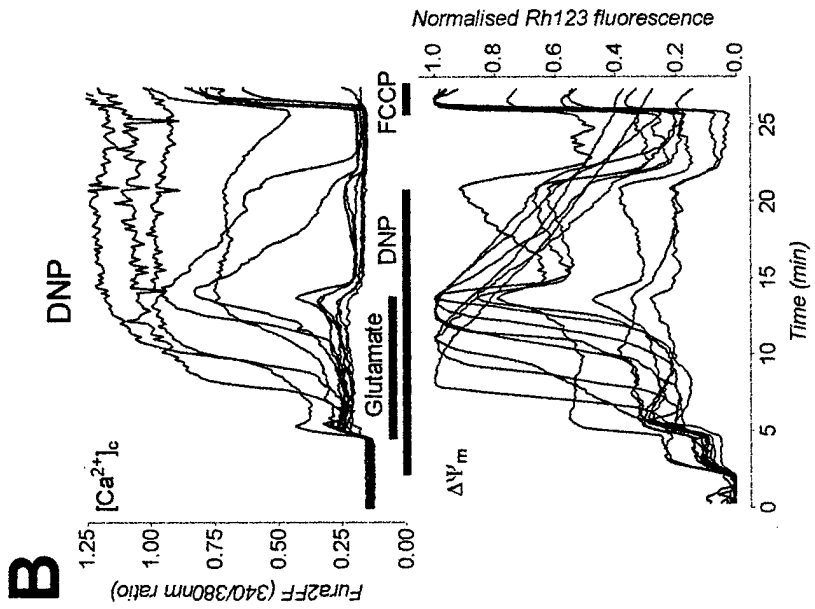 B
DNP
[Ca²⁺]c
Fura2FF (340/380nm ratio)
1.25
1.00
0.75
0.50
0.25
0.00
Glutamate
DNP
FCCP
ΔΨm
Normalised Rh123 fluorescence
-1.0
-0.8
-0.6
-0.4
-0.2
-0.0
0
5
10
15
20
25
Time (min)